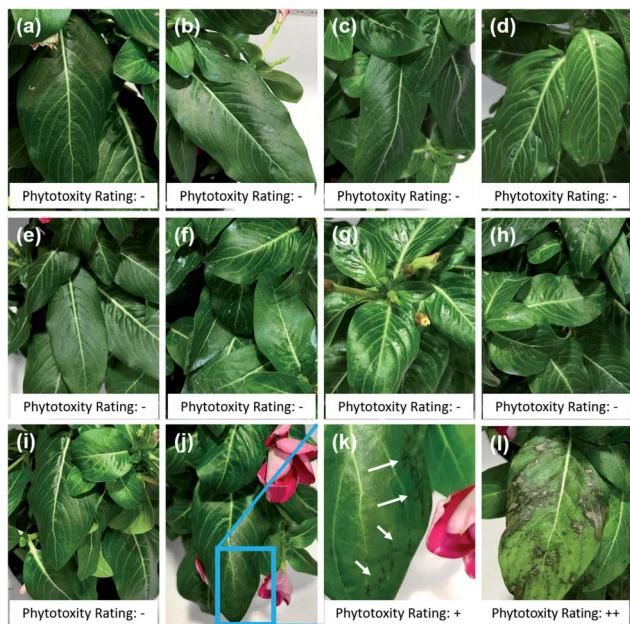 (a)
(b)
(c)
(d)
Phytotoxity Rating: -
Phytotoxity Rating: -
Phytotoxity Rating: -
Phytotoxity Rating: -
(e)
(f)
(g)
(h)
Phytotoxity Rating: -
Phytotoxity Rating: -
Phytotoxity Rating: -
Phytotoxity Rating: -
(i)
(j)
(k)
(l)
Phytotoxity Rating: -
Phytotoxity Rating: +
Phytotoxity Rating: ++